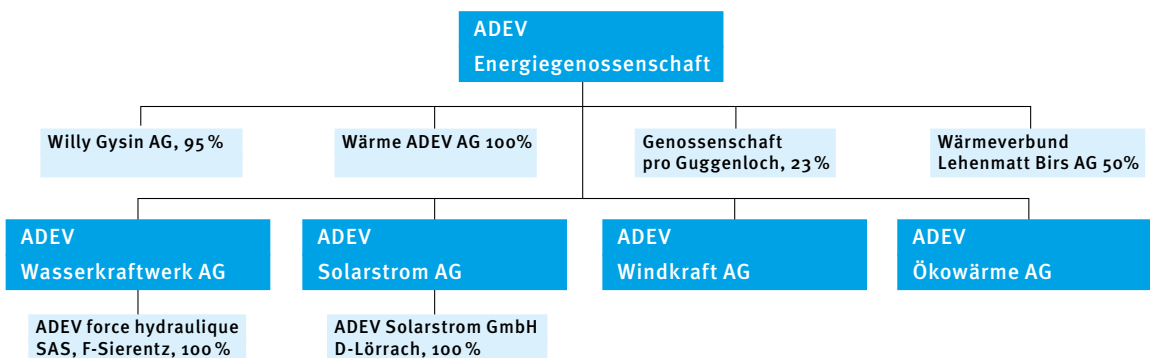 ADEV
Energiegenossenschaft
Willy Gysin AG, 95 %
Wärme ADEV AG 100%
Genossenschaft
pro Guggenloch, 23 %
Wärmeverbund
Lehenmatt Birs AG 50%
ADEV
Wasserkraftwerk AG
ADEV
Solarstrom AG
ADEV
Windkraft AG
ADEV
Ökowärme AG
ADEV force hydraulique
SAS, F-Sierentz, 100 %
ADEV Solarstrom GmbH
D-Lörrach, 100 %